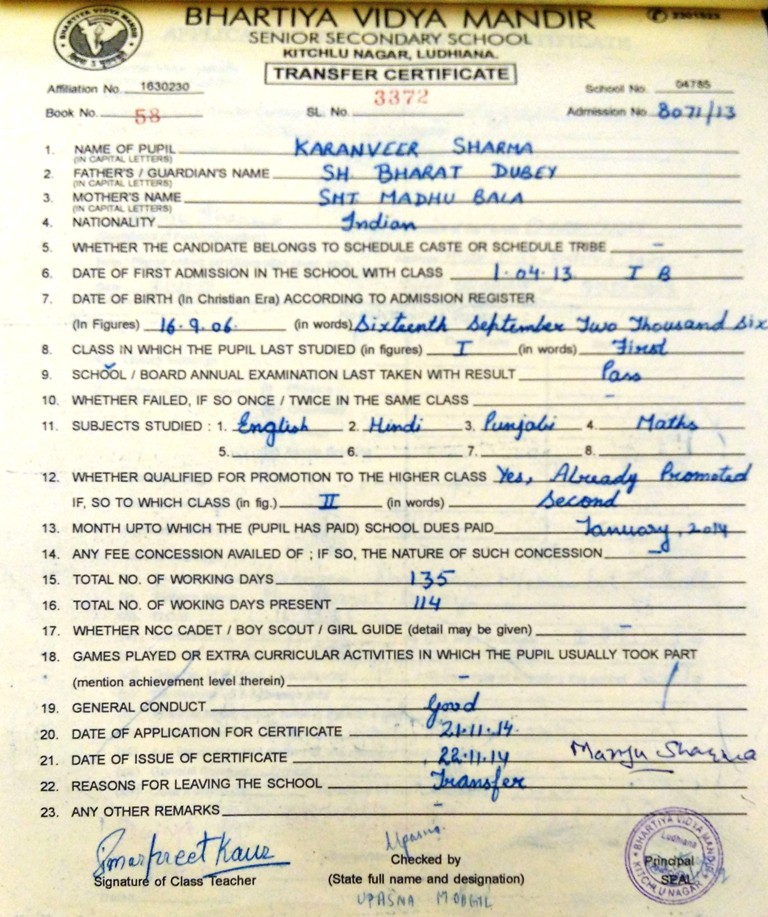 BHARTIYA VIDYA MANDIR
SENIOR SECONDARY SCHOOL
KITCHLU NAGAR, LUDHIANA.
TRANSFER CERTIFICATE
Affiliation No. 1630230 School No. 04785
Book No. 58 SL. No. 3372 Admission No 8071/13
1. NAME OF PUPIL KARANVEER SHARMA
(IN CAPITAL LETTERS)
2. FATHER'S / GUARDIAN'S NAME SH. BHARAT DUBEY
(IN CAPITAL LETTERS)
3. MOTHER'S NAME SMT MADHU BALA
(IN CAPITAL LETTERS)
4. NATIONALITY Indian
5. WHETHER THE CANDIDATE BELONGS TO SCHEDULE CASTE OR SCHEDULE TRIBE -
6. DATE OF FIRST ADMISSION IN THE SCHOOL WITH CLASS 1.04.13 I B
7. DATE OF BIRTH (In Christian Era) ACCORDING TO ADMISSION REGISTER
(In Figures) 16.9.06. (in words) Sixteenth September Two Thousand Six
8. CLASS IN WHICH THE PUPIL LAST STUDIED (in figures) I (in words) First
9. SCHOOL / BOARD ANNUAL EXAMINATION LAST TAKEN WITH RESULT Pass
10. WHETHER FAILED, IF SO ONCE / TWICE IN THE SAME CLASS -
11. SUBJECTS STUDIED : 1. English 2. Hindi 3. Punjabi 4. Maths
5. 6. 7. 8.
12. WHETHER QUALIFIED FOR PROMOTION TO THE HIGHER CLASS Yes, Already Promoted
IF, SO TO WHICH CLASS (in fig.) II (in words) Second
13. MONTH UPTO WHICH THE (PUPIL HAS PAID) SCHOOL DUES PAID January, 2014
14. ANY FEE CONCESSION AVAILED OF ; IF SO, THE NATURE OF SUCH CONCESSION -
15. TOTAL NO. OF WORKING DAYS 135
16. TOTAL NO. OF WOKING DAYS PRESENT 114
17. WHETHER NCC CADET / BOY SCOUT / GIRL GUIDE (detail may be given) -
18. GAMES PLAYED OR EXTRA CURRICULAR ACTIVITIES IN WHICH THE PUPIL USUALLY TOOK PART
(mention achievement level therein) -
19. GENERAL CONDUCT Good
20. DATE OF APPLICATION FOR CERTIFICATE 21.11.14
21. DATE OF ISSUE OF CERTIFICATE 22.11.14 Manju Sharma
22. REASONS FOR LEAVING THE SCHOOL Transfer
23. ANY OTHER REMARKS -
Simarpreet Kaur Upasna
Signature of Class Teacher Checked by Principal
(State full name and designation) SEAL
UPASNA MODGIL
BHARTIYA VIDYA MANDIR
Ludhiana
KITCHLU NAGAR